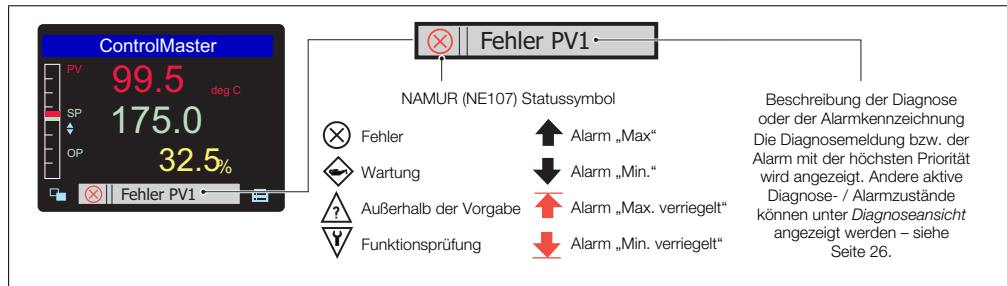 ControlMaster
PV
99.5
deg C
SP
175.0
OP
32.5%
Fehler PV1
Fehler PV1
NAMUR (NE107) Statussymbol
Fehler
Wartung
?
Außerhalb der Vorgabe
Funktionsprüfung
Alarm „Max“
Alarm „Min.“
Alarm „Max. verriegelt“
Alarm „Min. verriegelt“
Beschreibung der Diagnose
oder der Alarmkennzeichnung
Die Diagnosemeldung bzw. der
Alarm mit der höchsten Priorität
wird angezeigt. Andere aktive
Diagnose- / Alarmzustände
können unter Diagnoseansicht
angezeigt werden – siehe
Seite 26.